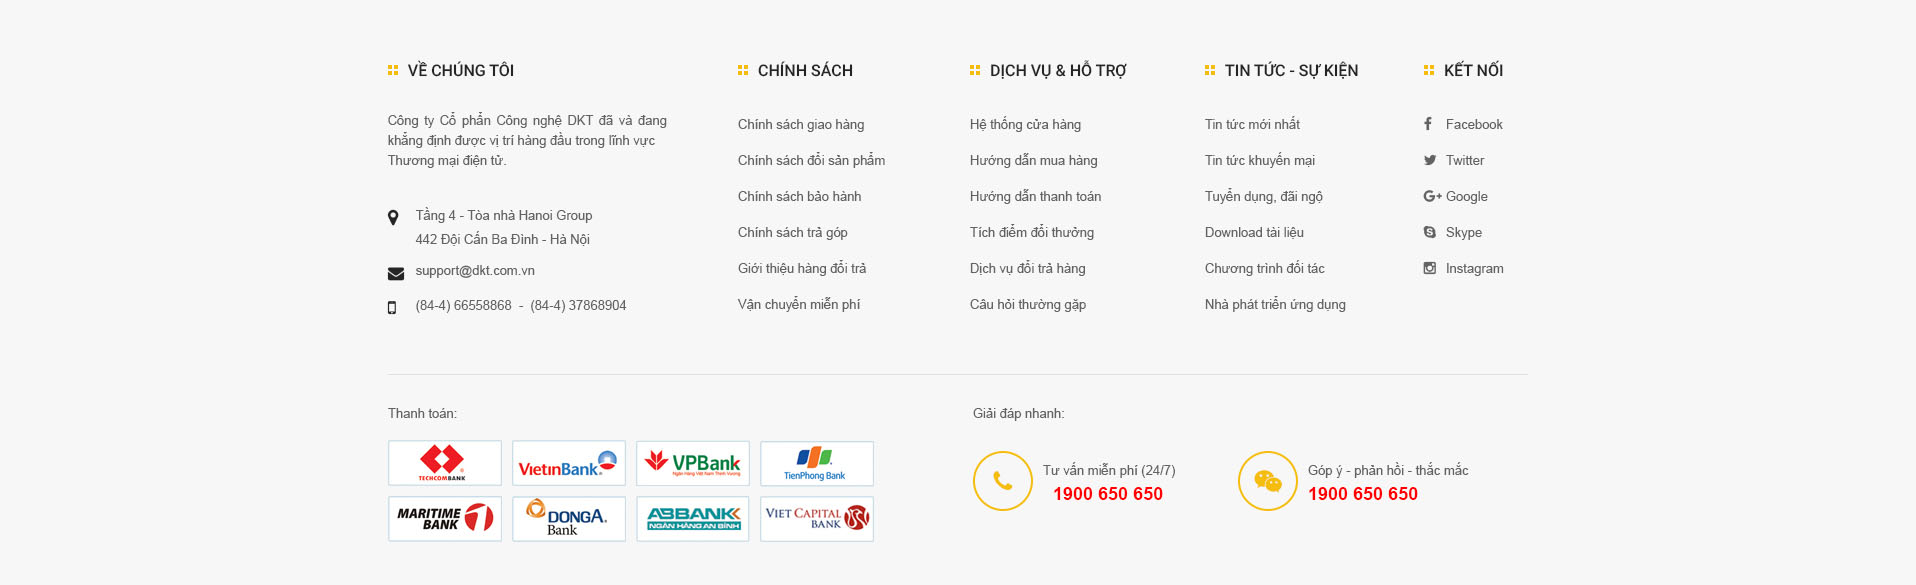 VỀ CHÚNG TÔI
Công ty Cổ phẩn Công nghệ DKT đã và đang
khẳng định được vị trí hàng đầu trong lĩnh vực
Thương mại điện tử.
Tầng 4 - Tòa nhà Hanoi Group
442 Đội Cấn Ba Đình - Hà Nội
support@dkt.com.vn
(84-4) 66558868 - (84-4) 37868904
CHÍNH SÁCH
Chính sách giao hàng
Chính sách đổi sản phẩm
Chính sách bảo hành
Chính sách trả góp
Giới thiệu hàng đổi trả
Vận chuyển miễn phí
DỊCH VỤ & HỖ TRỢ
Hệ thống cửa hàng
Hướng dẫn mua hàng
Hướng dẫn thanh toán
Tích điểm đổi thưởng
Dịch vụ đổi trả hàng
Câu hỏi thường gặp
TIN TỨC - SỰ KIỆN
Tin tức mới nhất
Tin tức khuyến mại
Tuyển dụng, đãi ngộ
Download tài liệu
Chương trình đối tác
Nhà phát triển ứng dụng
KẾT NỐI
Facebook
Twitter
Google
Skype
Instagram
Thanh toán:
TECHCOMBANK
VietinBank
VPBank
Ngân Hàng Việt Nam Thịnh Vượng
TienPhong Bank
MARITIME
BANK
DONGA
Bank
ABBANK
NGÂN HÀNG AN BÌNH
VIET CAPITAL
BANK
Giải đáp nhanh:
Tư vấn miễn phí (24/7)
1900 650 650
Góp ý - phản hồi - thắc mắc
1900 650 650